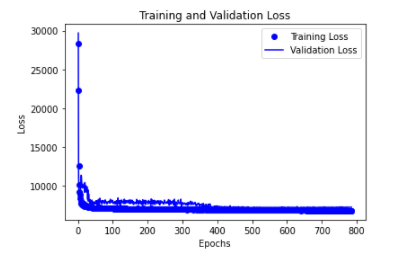 Training and Validation Loss
Training Loss
Validation Loss
Loss
30000
25000
20000
15000
10000
0 100 200 300 400 500 600 700 800
Epochs